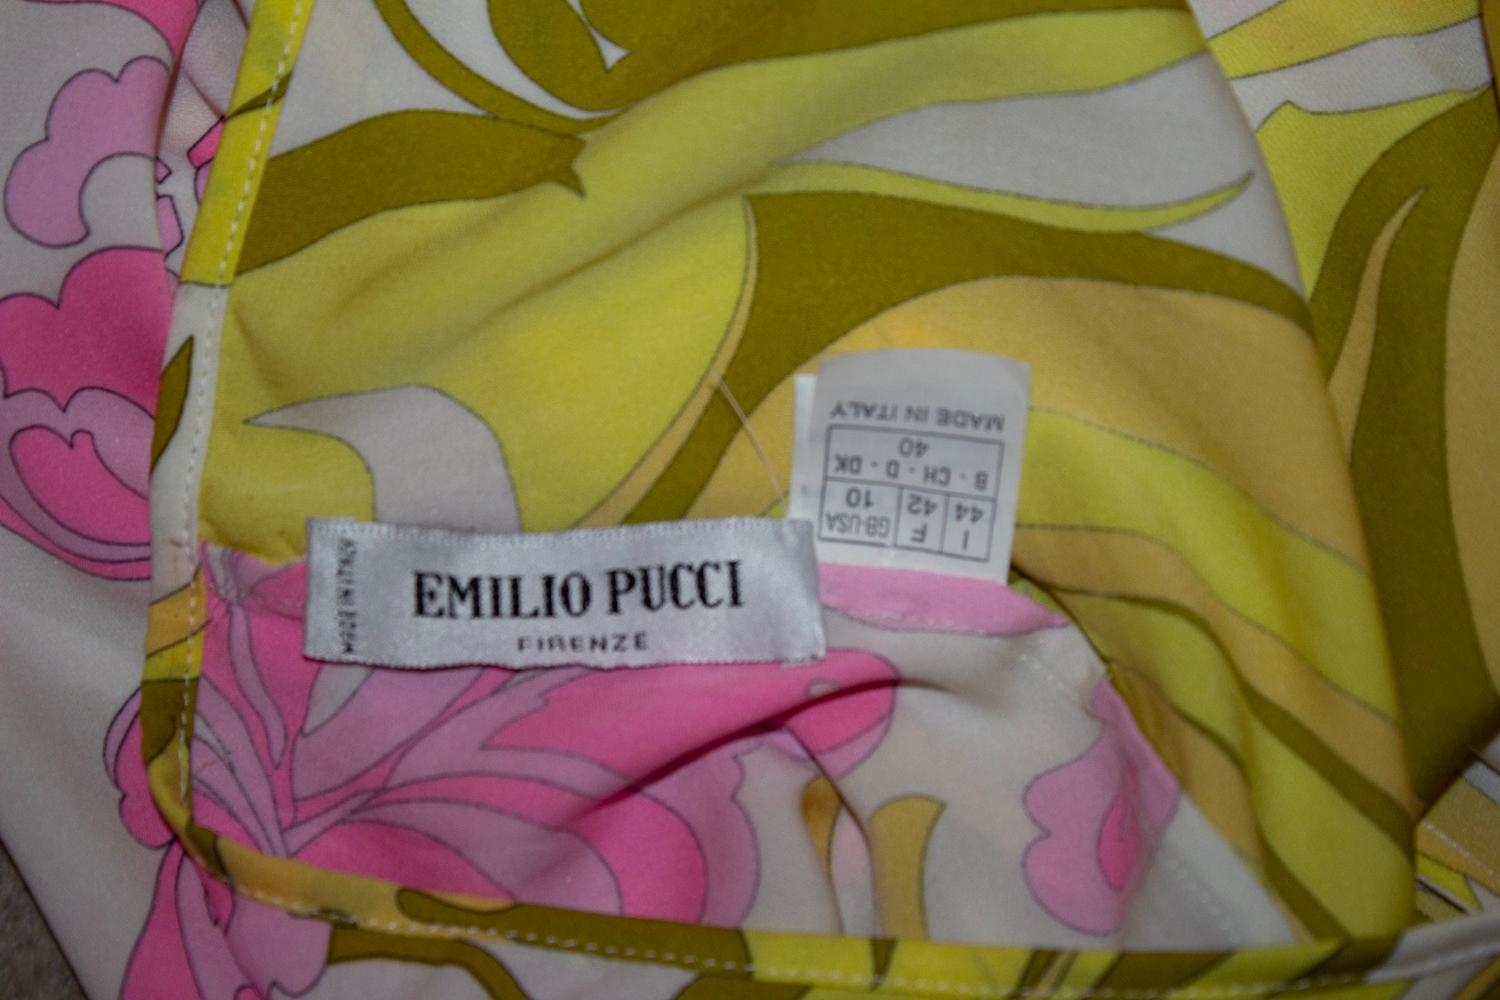 EMILIO PUCCI
FIRENZE
MADE IN ITALY
I F GB-USA
44 42 10
B - CH - D - DK
40
MADE IN ITALY